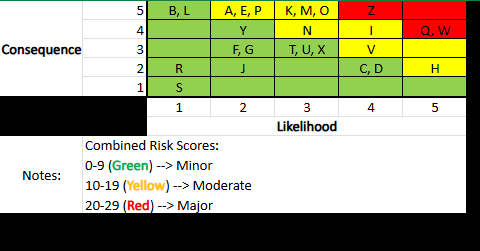 5 B, L A, E, P K, M, O Z
4 Y N I Q, W
Consequence 3 F, G T, U, X V
2 R J C, D H
1 S
1 2 3 4 5
Likelihood
Combined Risk Scores:
0-9 (Green) --> Minor
Notes: 10-19 (Yellow) --> Moderate
20-29 (Red) --> Major